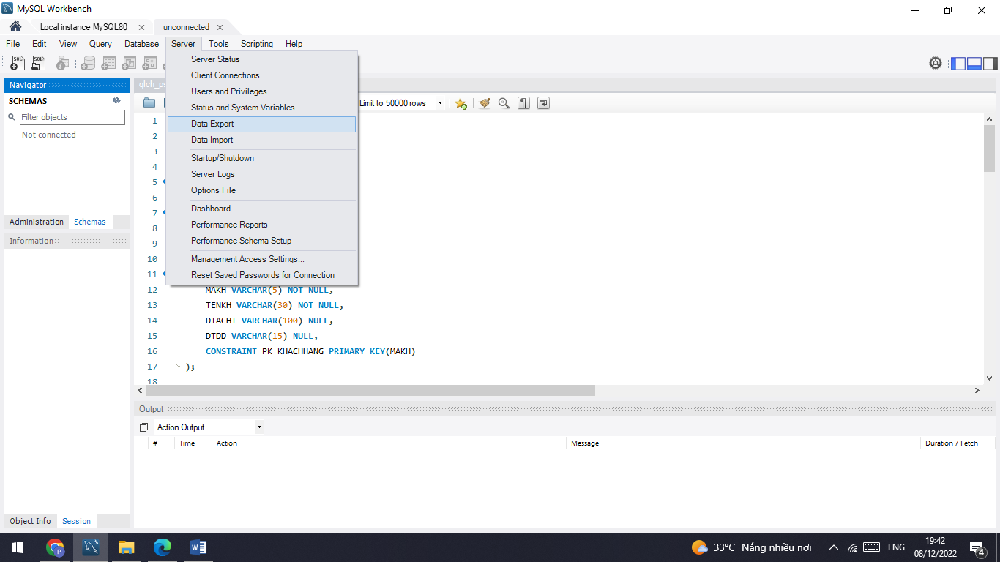 MySQL Workbench
Local instance MySQL80
unconnected
File Edit View Query Database Server Tools Scripting Help
Server Status
Client Connections
Users and Privileges
Status and System Variables
Data Export
Data Import
Startup/Shutdown
Server Logs
Options File
Dashboard
Performance Reports
Performance Schema Setup
Management Access Settings...
Reset Saved Passwords for Connection
Navigator
SCHEMAS
Filter objects
Not connected
Administration Schemas
Information
Limit to 50000 rows
1
2
3
4
5
6
7
8
9
10
11
12 MAKH VARCHAR(5) NOT NULL,
13 TENKH VARCHAR(30) NOT NULL,
14 DIACHI VARCHAR(100) NULL,
15 DTDD VARCHAR(15) NULL,
16 CONSTRAINT PK_KHACHHANG PRIMARY KEY(MAKH)
17 );
18
Output
Action Output
# Time Action Message Duration / Fetch
Object Info Session
33°C Nắng nhiều nơi
ENG
19:42
08/12/2022
4